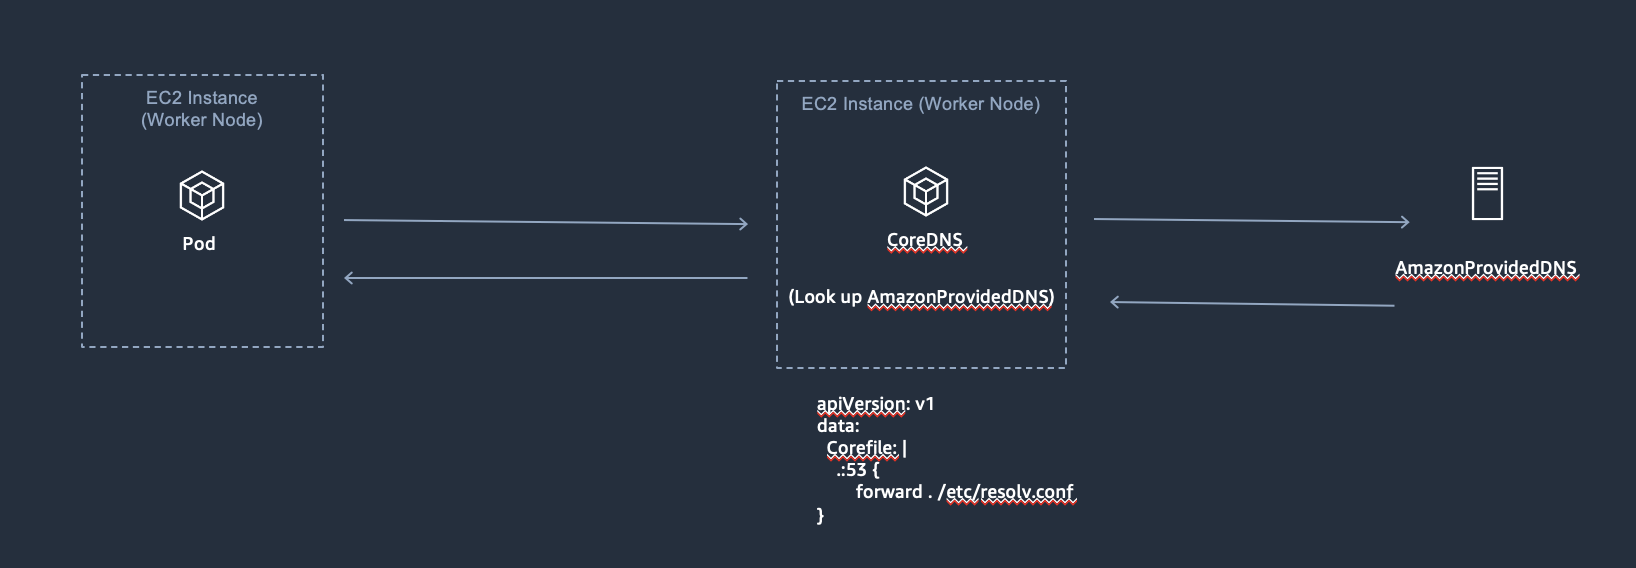 EC2 Instance
(Worker Node)
Pod
EC2 Instance (Worker Node)
CoreDNS
(Look up AmazonProvidedDNS)
AmazonProvidedDNS
apiVersion: v1
data:
  Corefile: |
    .:53 {
        forward . /etc/resolv.conf
}